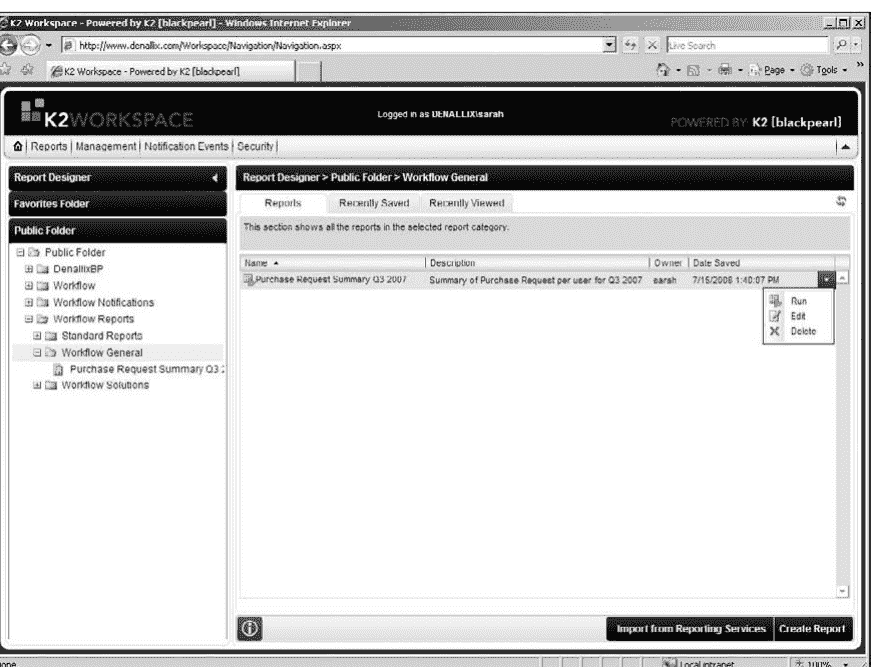 K2 Workspace - Powered by K2 [blackpearl] - Windows Internet Explorer
http://www.denallix.com/Workspace/Navigation/Navigation.aspx
Live Search
K2 Workspace - Powered by K2 [blackpearl]
Page
Tools
K2WORKSPACE
Logged in as DENALLIX\sarah
POWERED BY K2 [blackpearl]
Reports | Management | Notification Events | Security |
Report Designer
Report Designer > Public Folder > Workflow General
Favorites Folder
Reports Recently Saved Recently Viewed
Public Folder
This section shows all the reports in the selected report category.
Public Folder
DenallixBP
Workflow
Workflow Notifications
Workflow Reports
Standard Reports
Workflow General
Purchase Request Summary Q3 2
Workflow Solutions
Name Description Owner Date Saved
Purchase Request Summary Q3 2007 Summary of Purchase Request per user for Q3 2007 7/15/2008 1:40:07 PM
Run
Edit
Delete
Import from Reporting Services Create Report
Local intranet 100%